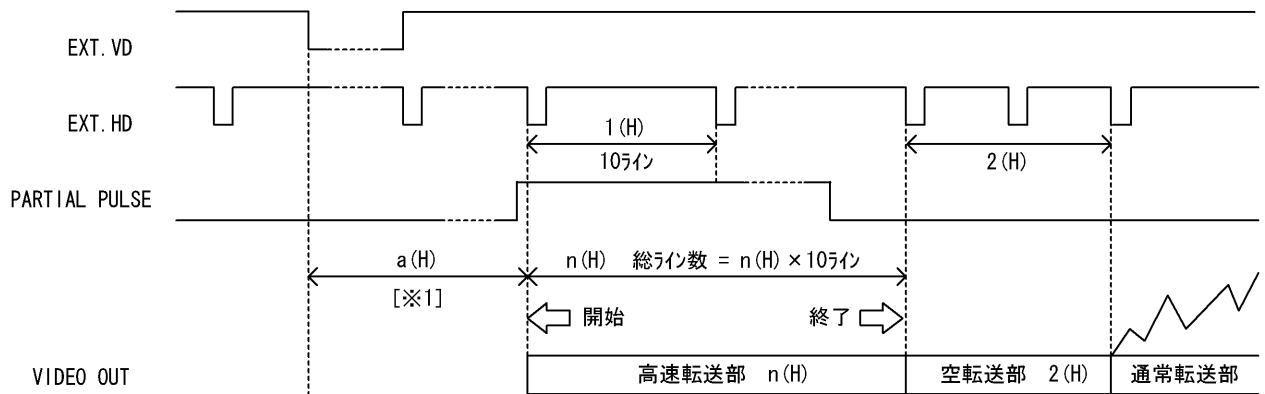 EXT.VD
EXT.HD
1(H)
10ﾗｲﾝ
2(H)
PARTIAL PULSE
a(H)
[※1]
n(H) 総ﾗｲﾝ数 = n(H)×10ﾗｲﾝ
開始
終了
VIDEO OUT
高速転送部 n(H)
空転送部 2(H)
通常転送部